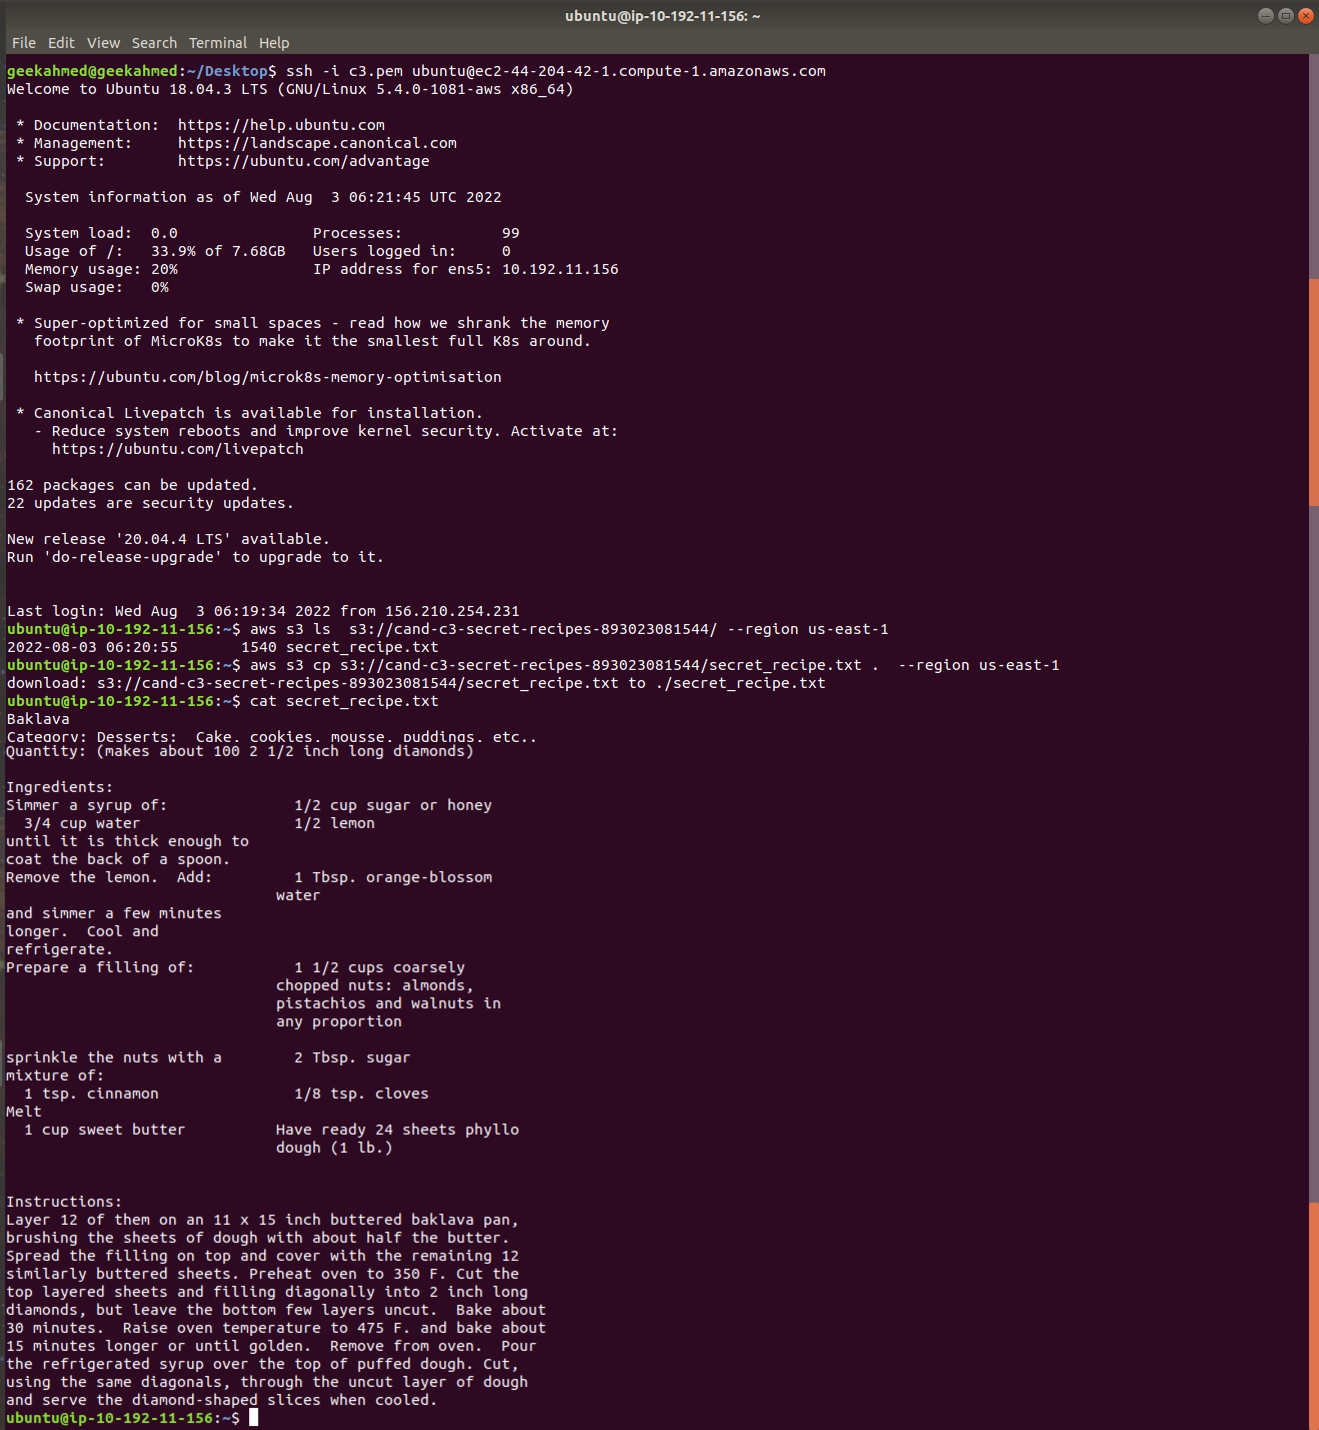 ubuntu@ip-10-192-11-156: ~
File Edit View Search Terminal Help
geekahmed@geekahmed:~/Desktop$ ssh -i c3.pem ubuntu@ec2-44-204-42-1.compute-1.amazonaws.com
Welcome to Ubuntu 18.04.3 LTS (GNU/Linux 5.4.0-1081-aws x86_64)

 * Documentation:  https://help.ubuntu.com
 * Management:     https://landscape.canonical.com
 * Support:        https://ubuntu.com/advantage

  System information as of Wed Aug  3 06:21:45 UTC 2022

  System load:  0.0               Processes:           99
  Usage of /:   33.9% of 7.68GB   Users logged in:     0
  Memory usage: 20%               IP address for ens5: 10.192.11.156
  Swap usage:   0%

 * Super-optimized for small spaces - read how we shrank the memory
   footprint of MicroK8s to make it the smallest full K8s around.

   https://ubuntu.com/blog/microk8s-memory-optimisation

 * Canonical Livepatch is available for installation.
   - Reduce system reboots and improve kernel security. Activate at:
     https://ubuntu.com/livepatch

162 packages can be updated.
22 updates are security updates.

New release '20.04.4 LTS' available.
Run 'do-release-upgrade' to upgrade to it.

Last login: Wed Aug  3 06:19:34 2022 from 156.210.254.231
ubuntu@ip-10-192-11-156:~$ aws s3 ls  s3://cand-c3-secret-recipes-893023081544/ --region us-east-1
2022-08-03 06:20:55       1540 secret_recipe.txt
ubuntu@ip-10-192-11-156:~$ aws s3 cp s3://cand-c3-secret-recipes-893023081544/secret_recipe.txt .  --region us-east-1
download: s3://cand-c3-secret-recipes-893023081544/secret_recipe.txt to ./secret_recipe.txt
ubuntu@ip-10-192-11-156:~$ cat secret_recipe.txt
Baklava
Category: Desserts:  Cake, cookies, mousse, puddings, etc..
Quantity: (makes about 100 2 1/2 inch long diamonds)

Ingredients:
Simmer a syrup of:              1/2 cup sugar or honey
  3/4 cup water                 1/2 lemon
until it is thick enough to
coat the back of a spoon.
Remove the lemon.  Add:         1 Tbsp. orange-blossom
                              water
and simmer a few minutes
longer.  Cool and
refrigerate.
Prepare a filling of:           1 1/2 cups coarsely
                              chopped nuts: almonds,
                              pistachios and walnuts in
                              any proportion

sprinkle the nuts with a        2 Tbsp. sugar
mixture of:
  1 tsp. cinnamon               1/8 tsp. cloves
Melt
  1 cup sweet butter          Have ready 24 sheets phyllo
                              dough (1 lb.)

Instructions:
Layer 12 of them on an 11 x 15 inch buttered baklava pan,
brushing the sheets of dough with about half the butter.
Spread the filling on top and cover with the remaining 12
similarly buttered sheets. Preheat oven to 350 F. Cut the
top layered sheets and filling diagonally into 2 inch long
diamonds, but leave the bottom few layers uncut.  Bake about
30 minutes.  Raise oven temperature to 475 F. and bake about
15 minutes longer or until golden.  Remove from oven.  Pour
the refrigerated syrup over the top of puffed dough. Cut,
using the same diagonals, through the uncut layer of dough
and serve the diamond-shaped slices when cooled.
ubuntu@ip-10-192-11-156:~$